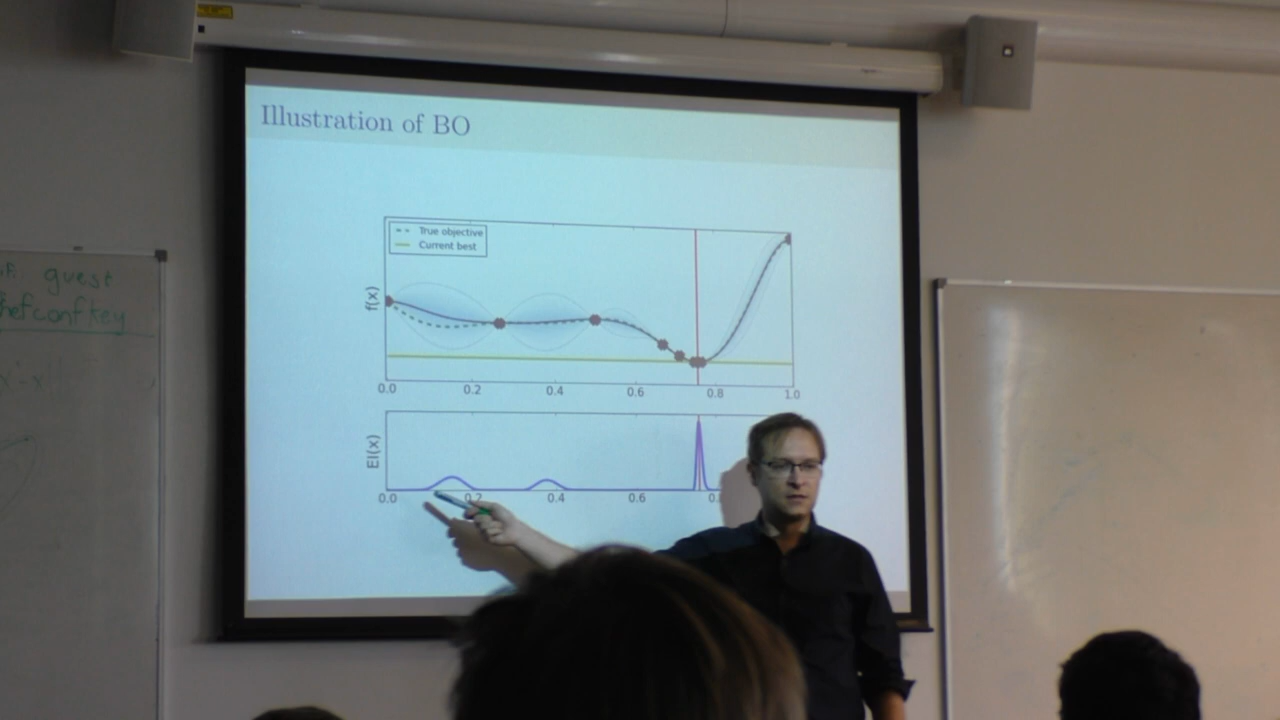 Illustration of BO
True objective
Current best
f(x)
0.0 0.2 0.4 0.6 0.8 1.0
EI(x)
0.0 0.2 0.4 0.6
guest
hefconfkey